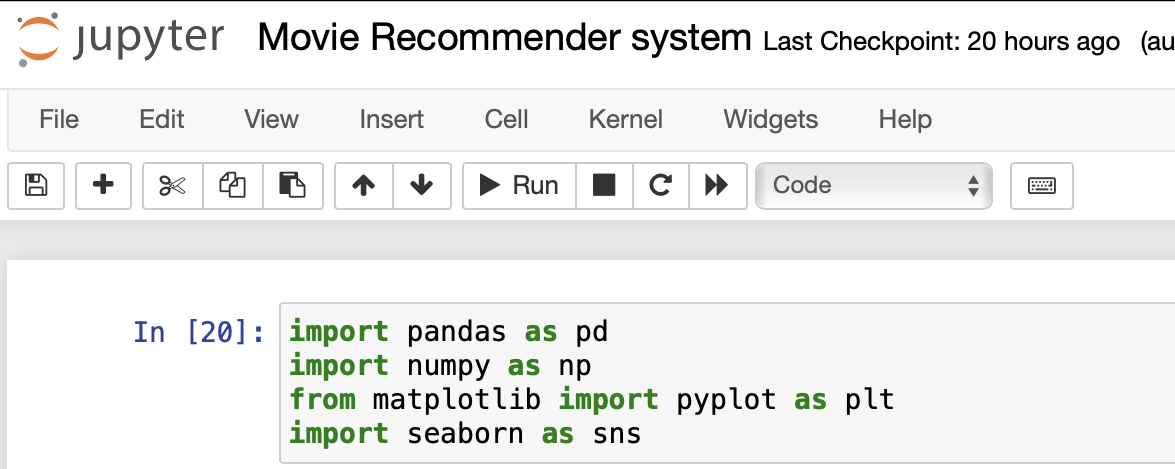 jupyter Movie Recommender system Last Checkpoint: 20 hours ago (au
File Edit View Insert Cell Kernel Widgets Help
Run Code
In [20]: import pandas as pd
import numpy as np
from matplotlib import pyplot as plt
import seaborn as sns